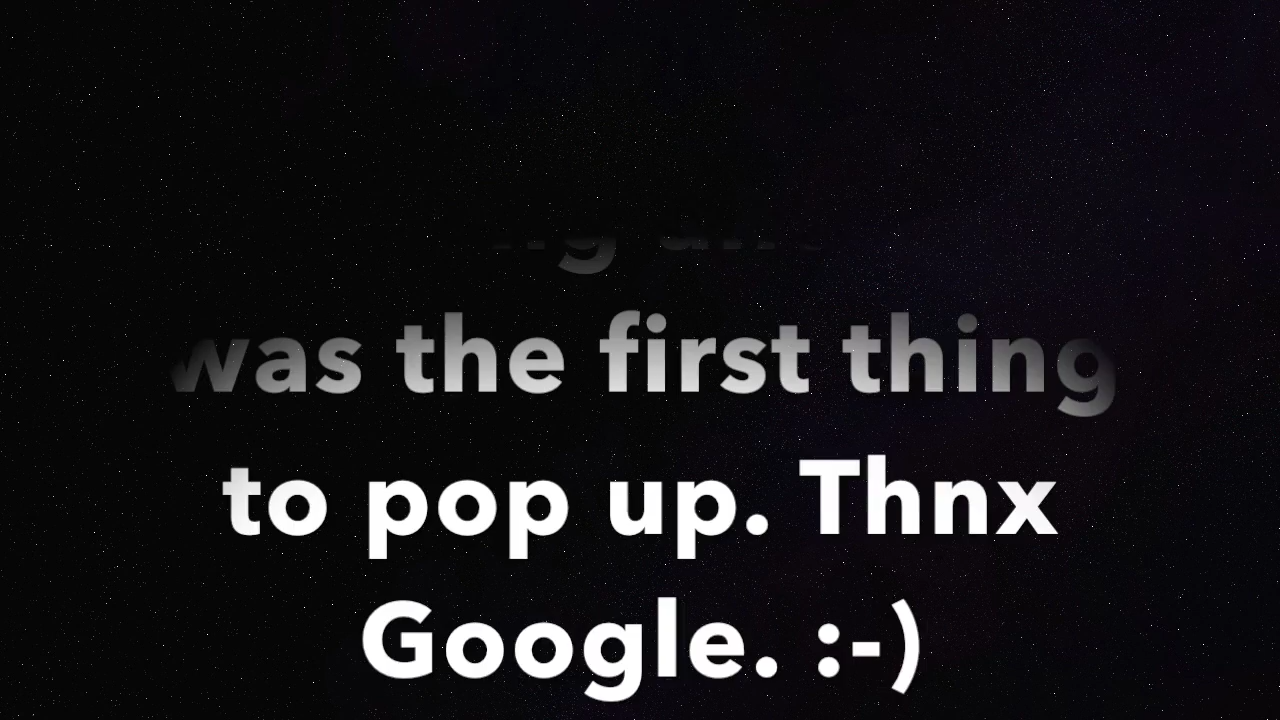 was the first thing
to pop up. Thnx
Google. :-)